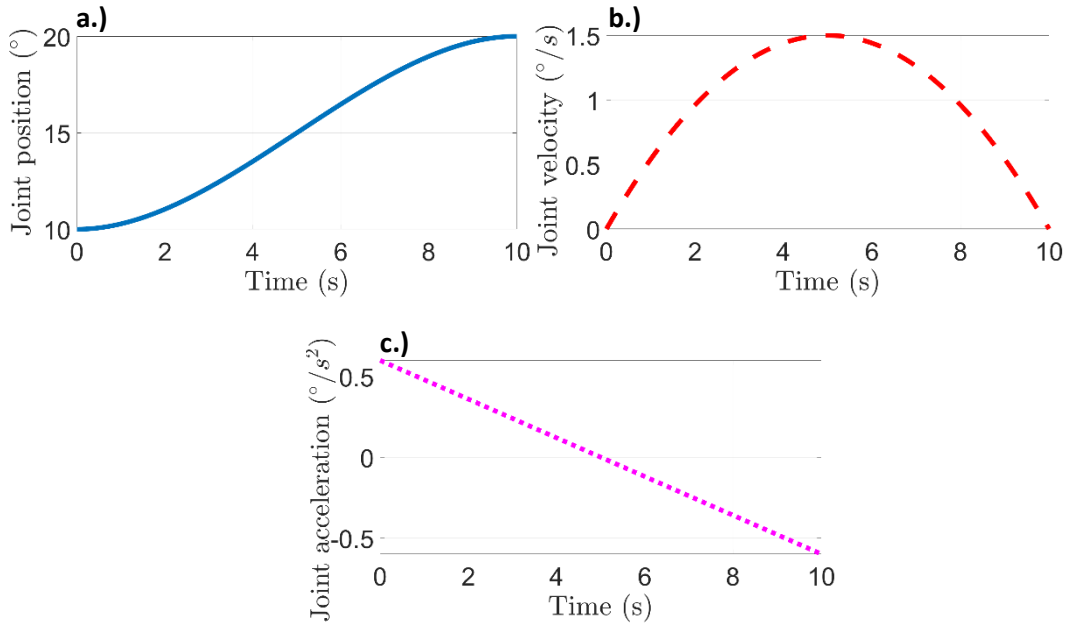 a.)
Joint position (°)
20
15
10
0 2 4 6 8 10
Time (s)
b.)
Joint velocity (°/s)
1.5
1
0.5
0
0 2 4 6 8 10
Time (s)
c.)
Joint acceleration (°/s²)
0.5
0
-0.5
0 2 4 6 8 10
Time (s)